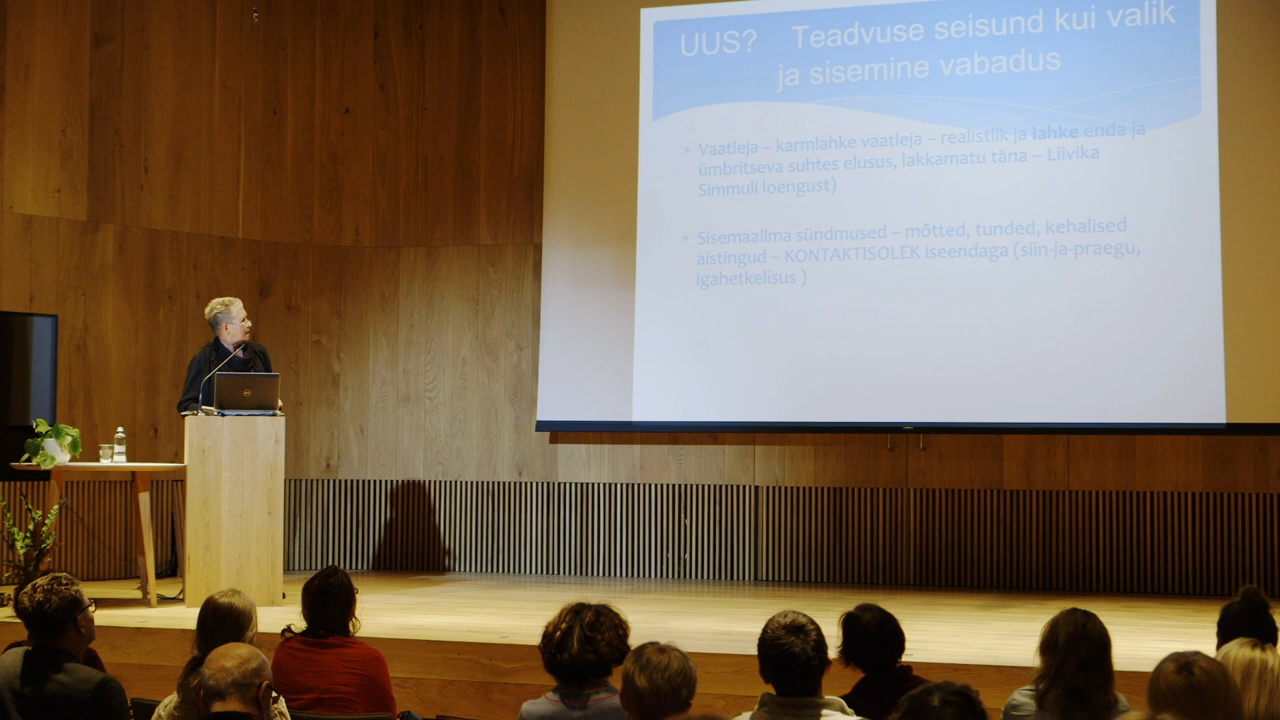 UUS? Teadvuse seisund kui valik
ja sisemine vabadus
• Vaatleja – karmlahke vaatleja – realistlik ja lahke enda ja
ümbritseva suhtes elusus, lakkamatu täna – Liivika
Simmuli loengust)
• Sisemaailma sündmused – mõtted, tunded, kehalised
aistingud – KONTAKTISOLEK iseendaga (siin-ja-praegu,
igahetkelisus )